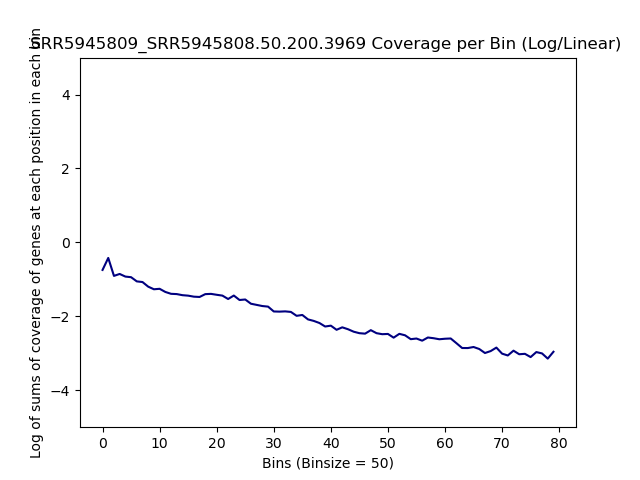 SRR5945809_SRR5945808.50.200.3969 Coverage per Bin (Log/Linear)
Log of sums of coverage of genes at each position in each bin
4
2
0
−2
−4
0 10 20 30 40 50 60 70 80
Bins (Binsize = 50)